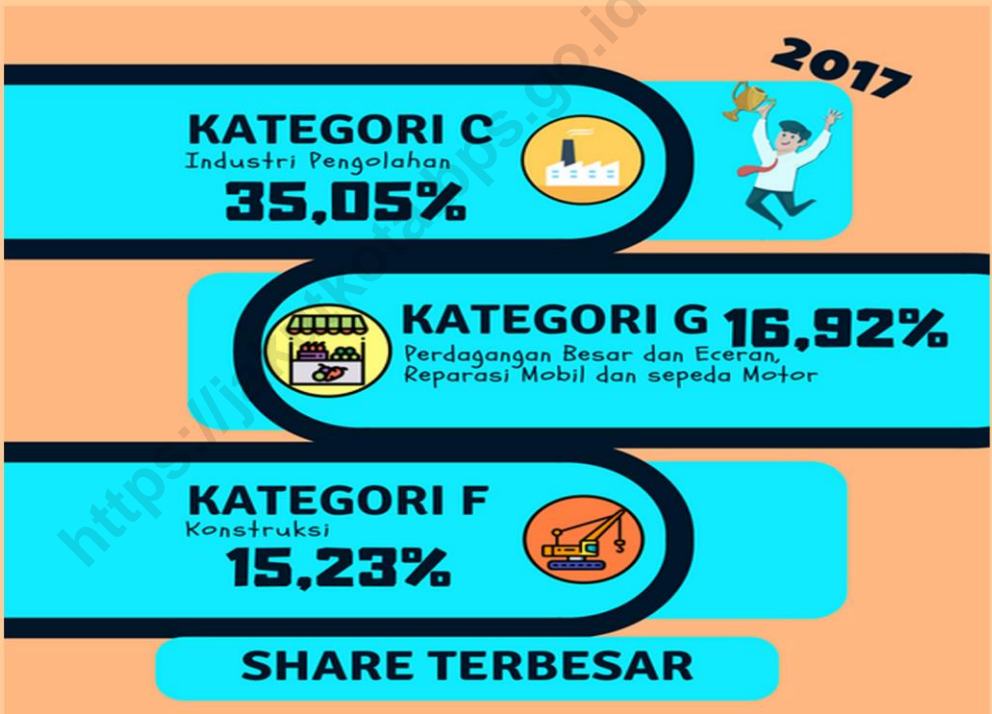 2017
KATEGORI C
Industri Pengolahan
35,05%
KATEGORI G 16,92%
Perdagangan Besar dan Eceran,
Reparasi Mobil dan sepeda Motor
KATEGORI F
Konstruksi
15,23%
SHARE TERBESAR